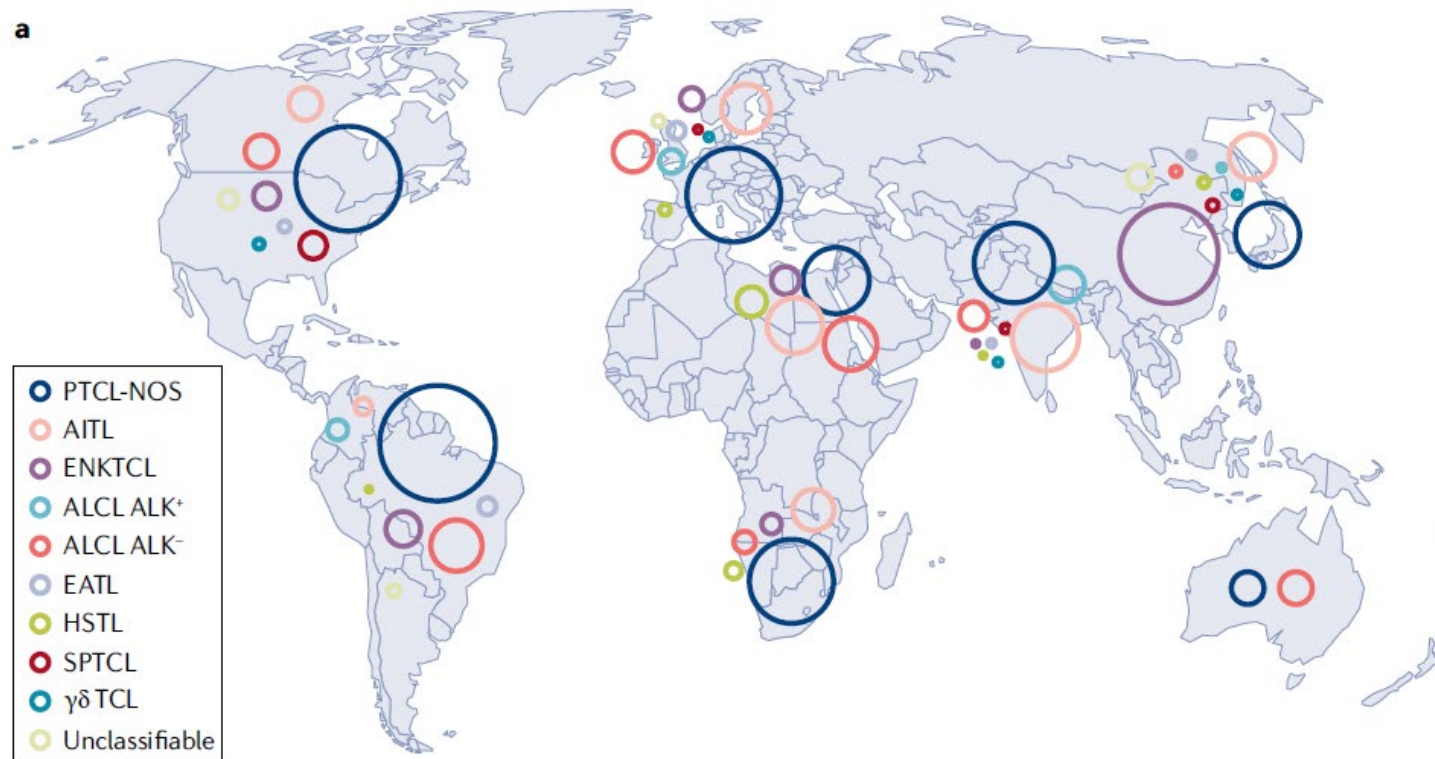 a
PTCL-NOS
AITL
ENKTCL
ALCL ALK⁺
ALCL ALK⁻
EATL
HSTL
SPTCL
γδ TCL
Unclassifiable